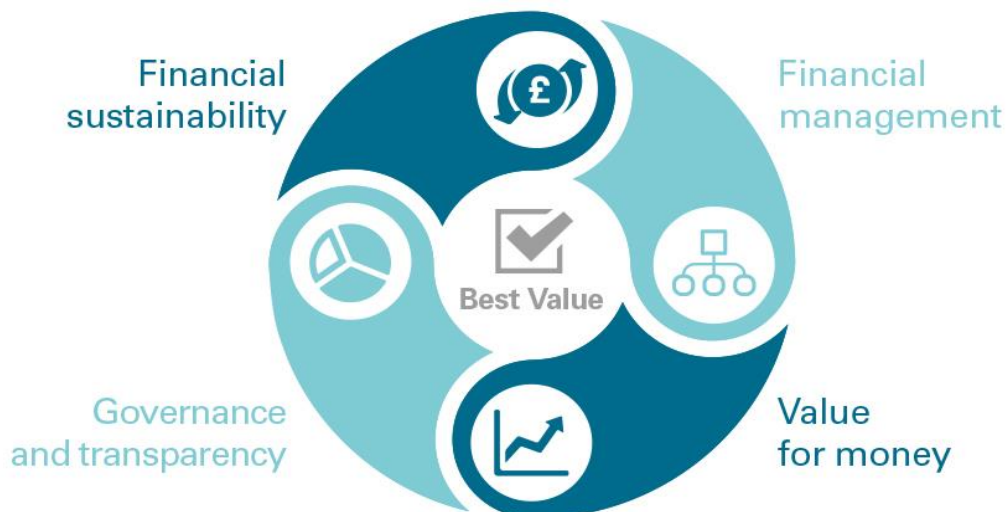 Financial
sustainability
£
Financial
management
Best Value
Governance
and transparency
Value
for money